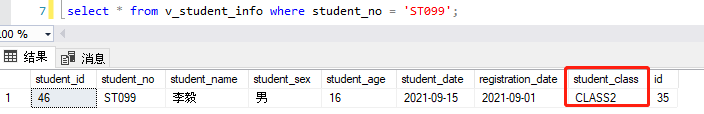 7 select * from v_student_info where student_no = 'ST099';
.00 %
结果 消息
student_id student_no student_name student_sex student_age student_date registration_date student_class id
1 46 ST099 李毅 男 16 2021-09-15 2021-09-01 CLASS2 35